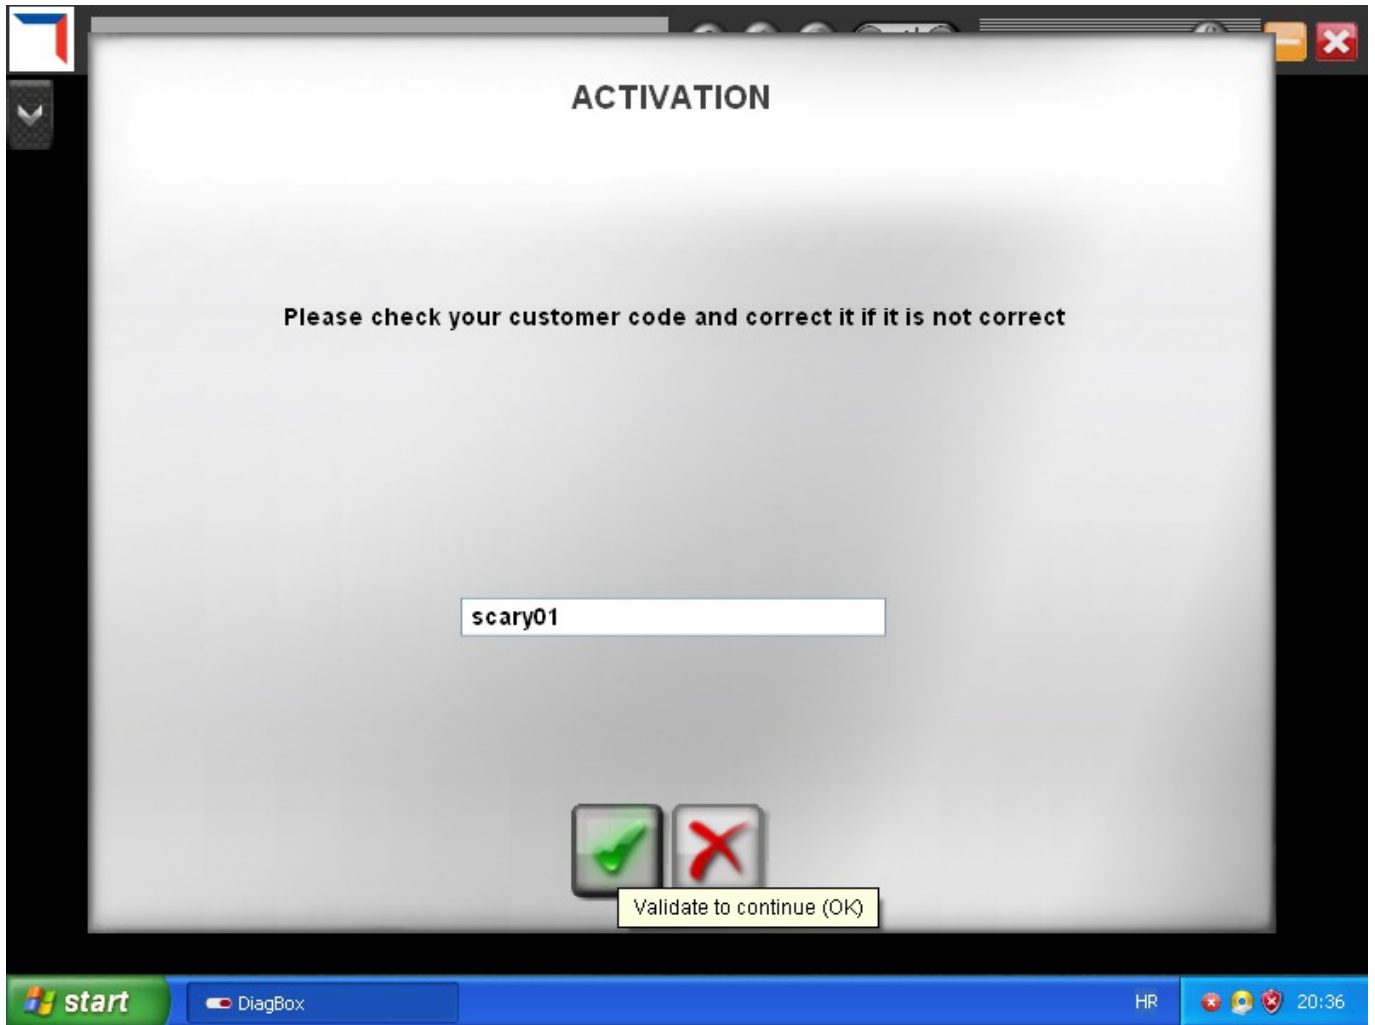 ACTIVATION
Please check your customer code and correct it if it is not correct
scary01
Validate to continue (OK)
start
DiagBox
HR
20:36